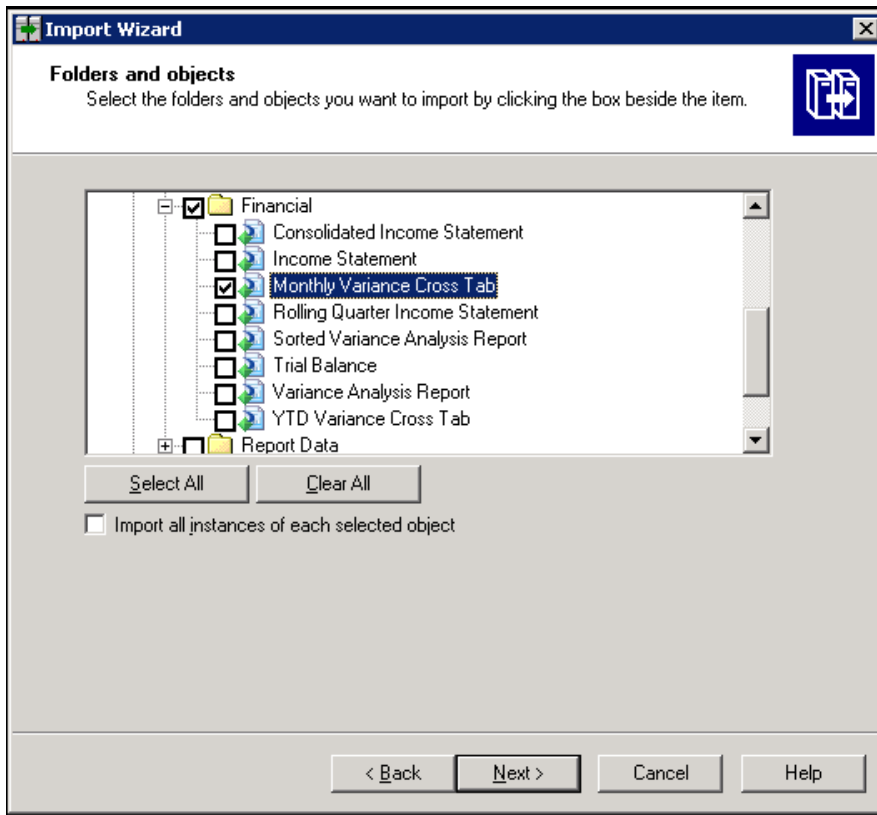 Import Wizard
Folders and objects
Select the folders and objects you want to import by clicking the box beside the item.
Financial
Consolidated Income Statement
Income Statement
Monthly Variance Cross Tab
Rolling Quarter Income Statement
Sorted Variance Analysis Report
Trial Balance
Variance Analysis Report
YTD Variance Cross Tab
Report Data
Select All
Clear All
Import all instances of each selected object
< Back
Next >
Cancel
Help